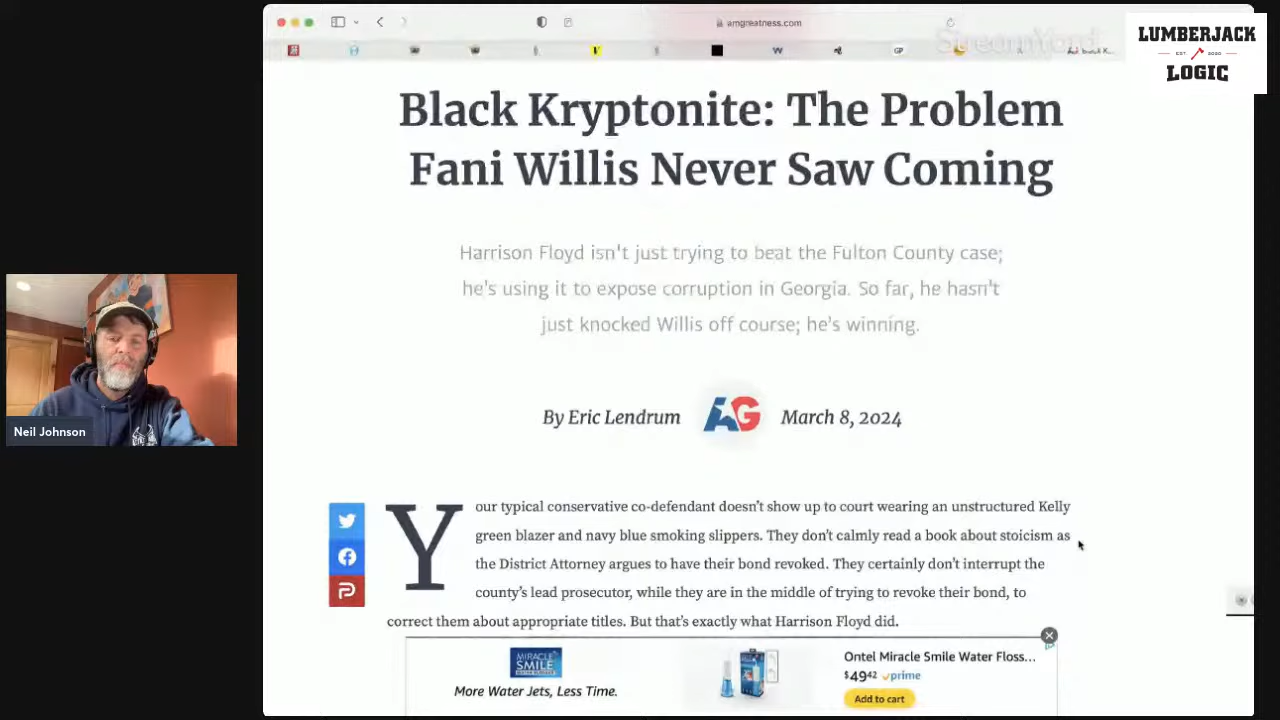 amgreatness.com
StreamYard
LUMBERJACK
EST. 2020
LOGIC
Black Kryptonite: The Problem
Fani Willis Never Saw Coming
Harrison Floyd isn't just trying to beat the Fulton County case;
he's using it to expose corruption in Georgia. So far, he hasn't
just knocked Willis off course; he's winning.
By Eric Lendrum AG March 8, 2024
Your typical conservative co-defendant doesn't show up to court wearing an unstructured Kelly
green blazer and navy blue smoking slippers. They don't calmly read a book about stoicism as
the District Attorney argues to have their bond revoked. They certainly don't interrupt the
county's lead prosecutor, while they are in the middle of trying to revoke their bond, to
correct them about appropriate titles. But that's exactly what Harrison Floyd did.
Neil Johnson
MIRACLE
SMILE
More Water Jets, Less Time.
Ontel Miracle Smile Water Floss...
$4942 prime
Add to cart